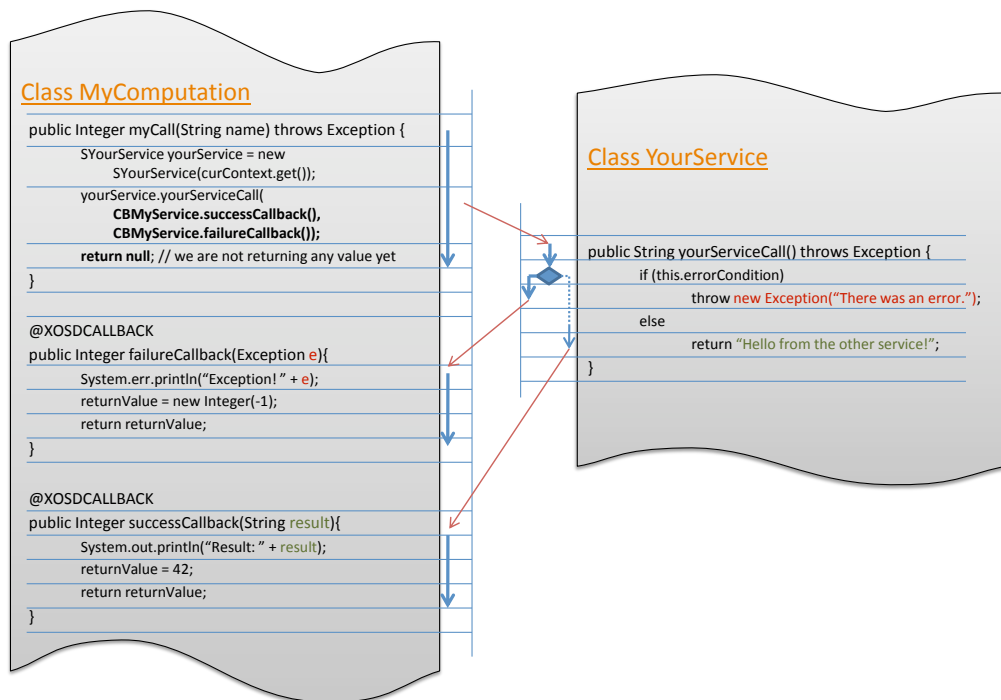 Class MyComputation
public Integer myCall(String name) throws Exception {
SYourService yourService = new
SYourService(curContext.get());
yourService.yourServiceCall(
CBMyService.successCallback(),
CBMyService.failureCallback());
return null; // we are not returning any value yet
}
@XOSDCALLBACK
public Integer failureCallback(Exception e){
System.err.println(“Exception! ” + e);
returnValue = new Integer(-1);
return returnValue;
}
@XOSDCALLBACK
public Integer successCallback(String result){
System.out.println(“Result: ” + result);
returnValue = 42;
return returnValue;
}
Class YourService
public String yourServiceCall() throws Exception {
if (this.errorCondition)
throw new Exception(“There was an error.”);
else
return “Hello from the other service!”;
}